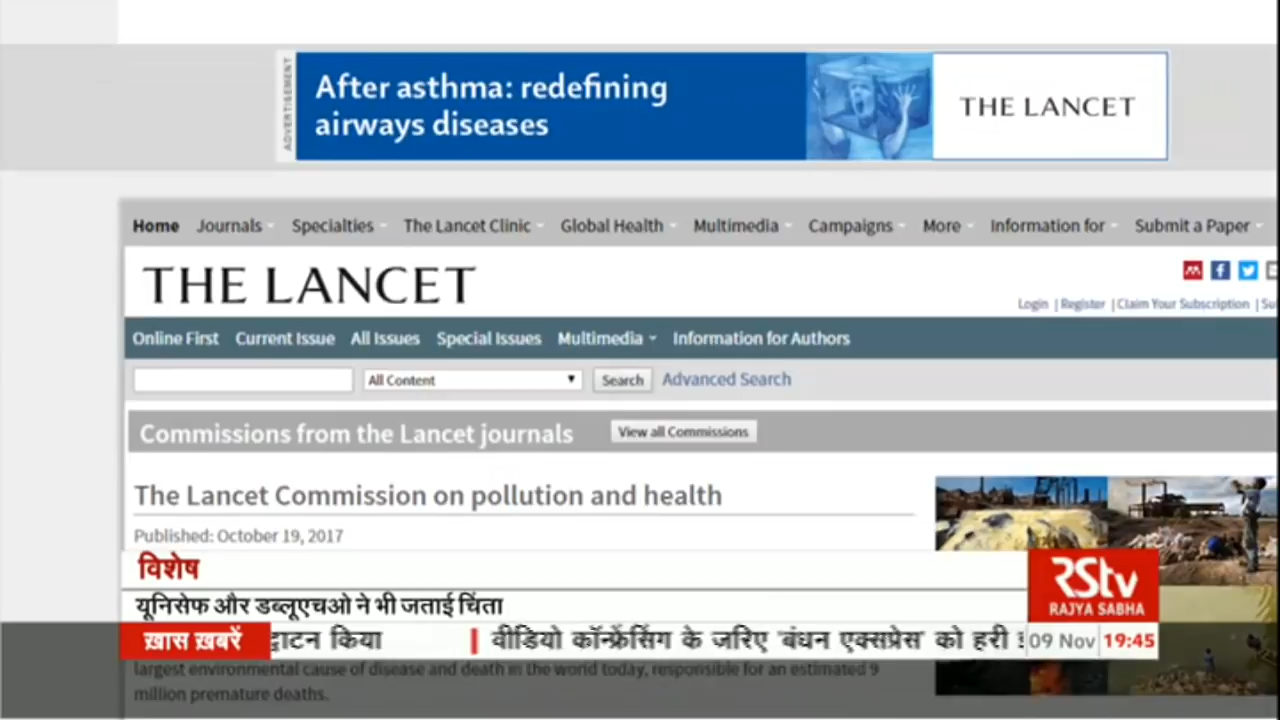 ADVERTISEMENT
After asthma: redefining
airways diseases
THE LANCET
Home Journals Specialties The Lancet Clinic Global Health Multimedia Campaigns More Information for Submit a Paper
THE LANCET
Login | Register | Claim Your Subscription | Su
Online First Current Issue All Issues Special Issues Multimedia Information for Authors
All Content Search Advanced Search
Commissions from the Lancet journals View all Commissions
The Lancet Commission on pollution and health
Published: October 19, 2017
विशेष
RStv
RAJYA SABHA
यूनिसेफ और डब्लूएचओ ने भी जताई चिंता
ख़ास ख़बरें द्घाटन किया | वीडियो कॉन्फ्रेंसिंग के जरिए 'बंधन एक्सप्रेस' को हरी 09 Nov 19:45
largest environmental cause of disease and death in the world today, responsible for an estimated 9
million premature deaths.